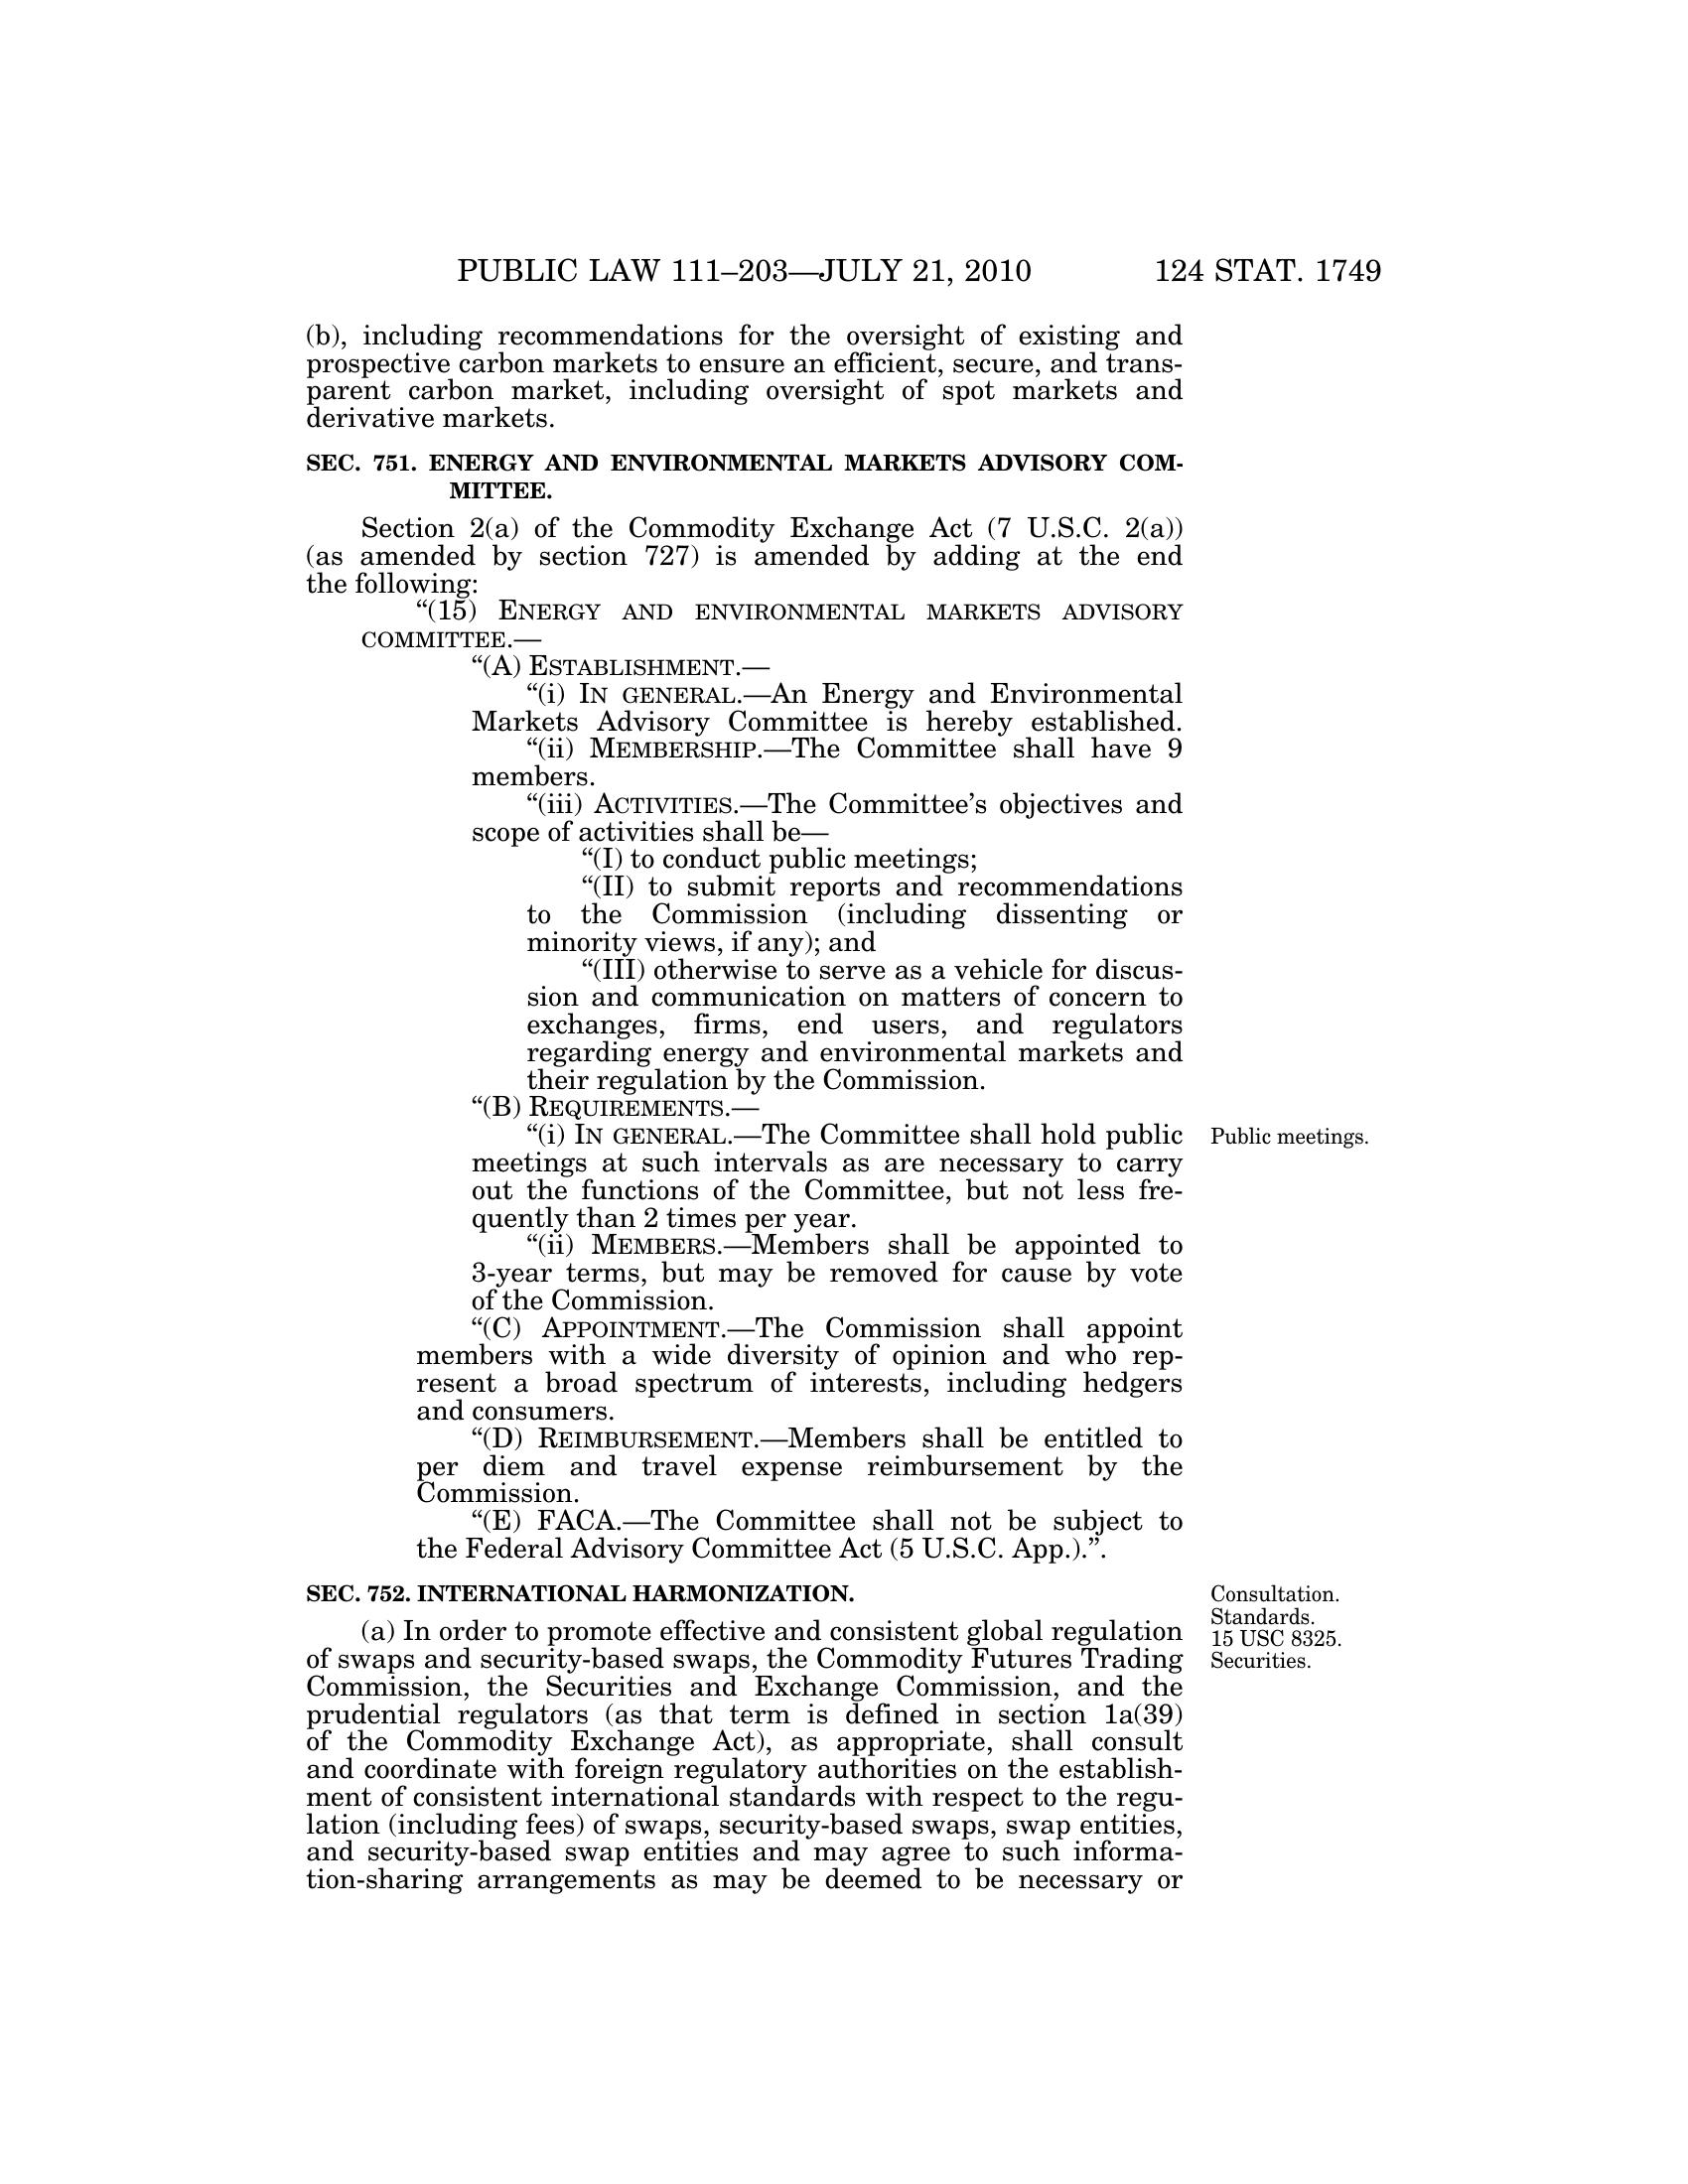 PUBLIC LAW 111–203—JULY 21, 2010 124 STAT. 1749
(b), including recommendations for the oversight of existing and
prospective carbon markets to ensure an efficient, secure, and trans-
parent carbon market, including oversight of spot markets and
derivative markets.
SEC. 751. ENERGY AND ENVIRONMENTAL MARKETS ADVISORY COM-
MITTEE.
Section 2(a) of the Commodity Exchange Act (7 U.S.C. 2(a))
(as amended by section 727) is amended by adding at the end
the following:
“(15) ENERGY AND ENVIRONMENTAL MARKETS ADVISORY
COMMITTEE.—
“(A) ESTABLISHMENT.—
“(i) IN GENERAL.—An Energy and Environmental
Markets Advisory Committee is hereby established.
“(ii) MEMBERSHIP.—The Committee shall have 9
members.
“(iii) ACTIVITIES.—The Committee’s objectives and
scope of activities shall be—
“(I) to conduct public meetings;
“(II) to submit reports and recommendations
to the Commission (including dissenting or
minority views, if any); and
“(III) otherwise to serve as a vehicle for discus-
sion and communication on matters of concern to
exchanges, firms, end users, and regulators
regarding energy and environmental markets and
their regulation by the Commission.
“(B) REQUIREMENTS.—
“(i) IN GENERAL.—The Committee shall hold public
meetings at such intervals as are necessary to carry
out the functions of the Committee, but not less fre-
quently than 2 times per year.
“(ii) MEMBERS.—Members shall be appointed to
3-year terms, but may be removed for cause by vote
of the Commission.
“(C) APPOINTMENT.—The Commission shall appoint
members with a wide diversity of opinion and who rep-
resent a broad spectrum of interests, including hedgers
and consumers.
“(D) REIMBURSEMENT.—Members shall be entitled to
per diem and travel expense reimbursement by the
Commission.
“(E) FACA.—The Committee shall not be subject to
the Federal Advisory Committee Act (5 U.S.C. App.).”.
SEC. 752. INTERNATIONAL HARMONIZATION.
(a) In order to promote effective and consistent global regulation
of swaps and security-based swaps, the Commodity Futures Trading
Commission, the Securities and Exchange Commission, and the
prudential regulators (as that term is defined in section 1a(39)
of the Commodity Exchange Act), as appropriate, shall consult
and coordinate with foreign regulatory authorities on the establish-
ment of consistent international standards with respect to the regu-
lation (including fees) of swaps, security-based swaps, swap entities,
and security-based swap entities and may agree to such informa-
tion-sharing arrangements as may be deemed to be necessary or
Public meetings.
Consultation.
Standards.
15 USC 8325.
Securities.